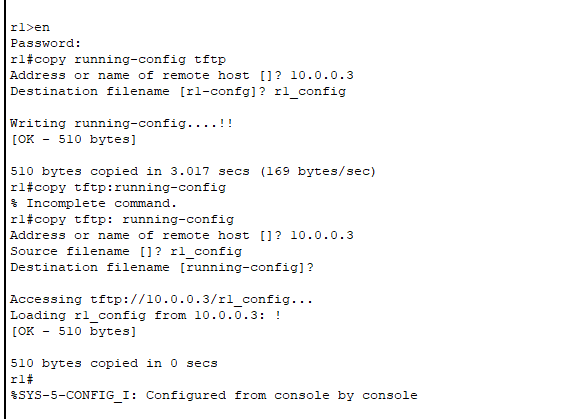 r1>en
Password:
r1#copy running-config tftp
Address or name of remote host []? 10.0.0.3
Destination filename [r1-confg]? r1_config
Writing running-config....!!
[OK - 510 bytes]
510 bytes copied in 3.017 secs (169 bytes/sec)
r1#copy tftp:running-config
% Incomplete command.
r1#copy tftp: running-config
Address or name of remote host []? 10.0.0.3
Source filename []? r1_config
Destination filename [running-config]?
Accessing tftp://10.0.0.3/r1_config...
Loading r1_config from 10.0.0.3: !
[OK - 510 bytes]
510 bytes copied in 0 secs
r1#
%SYS-5-CONFIG_I: Configured from console by console